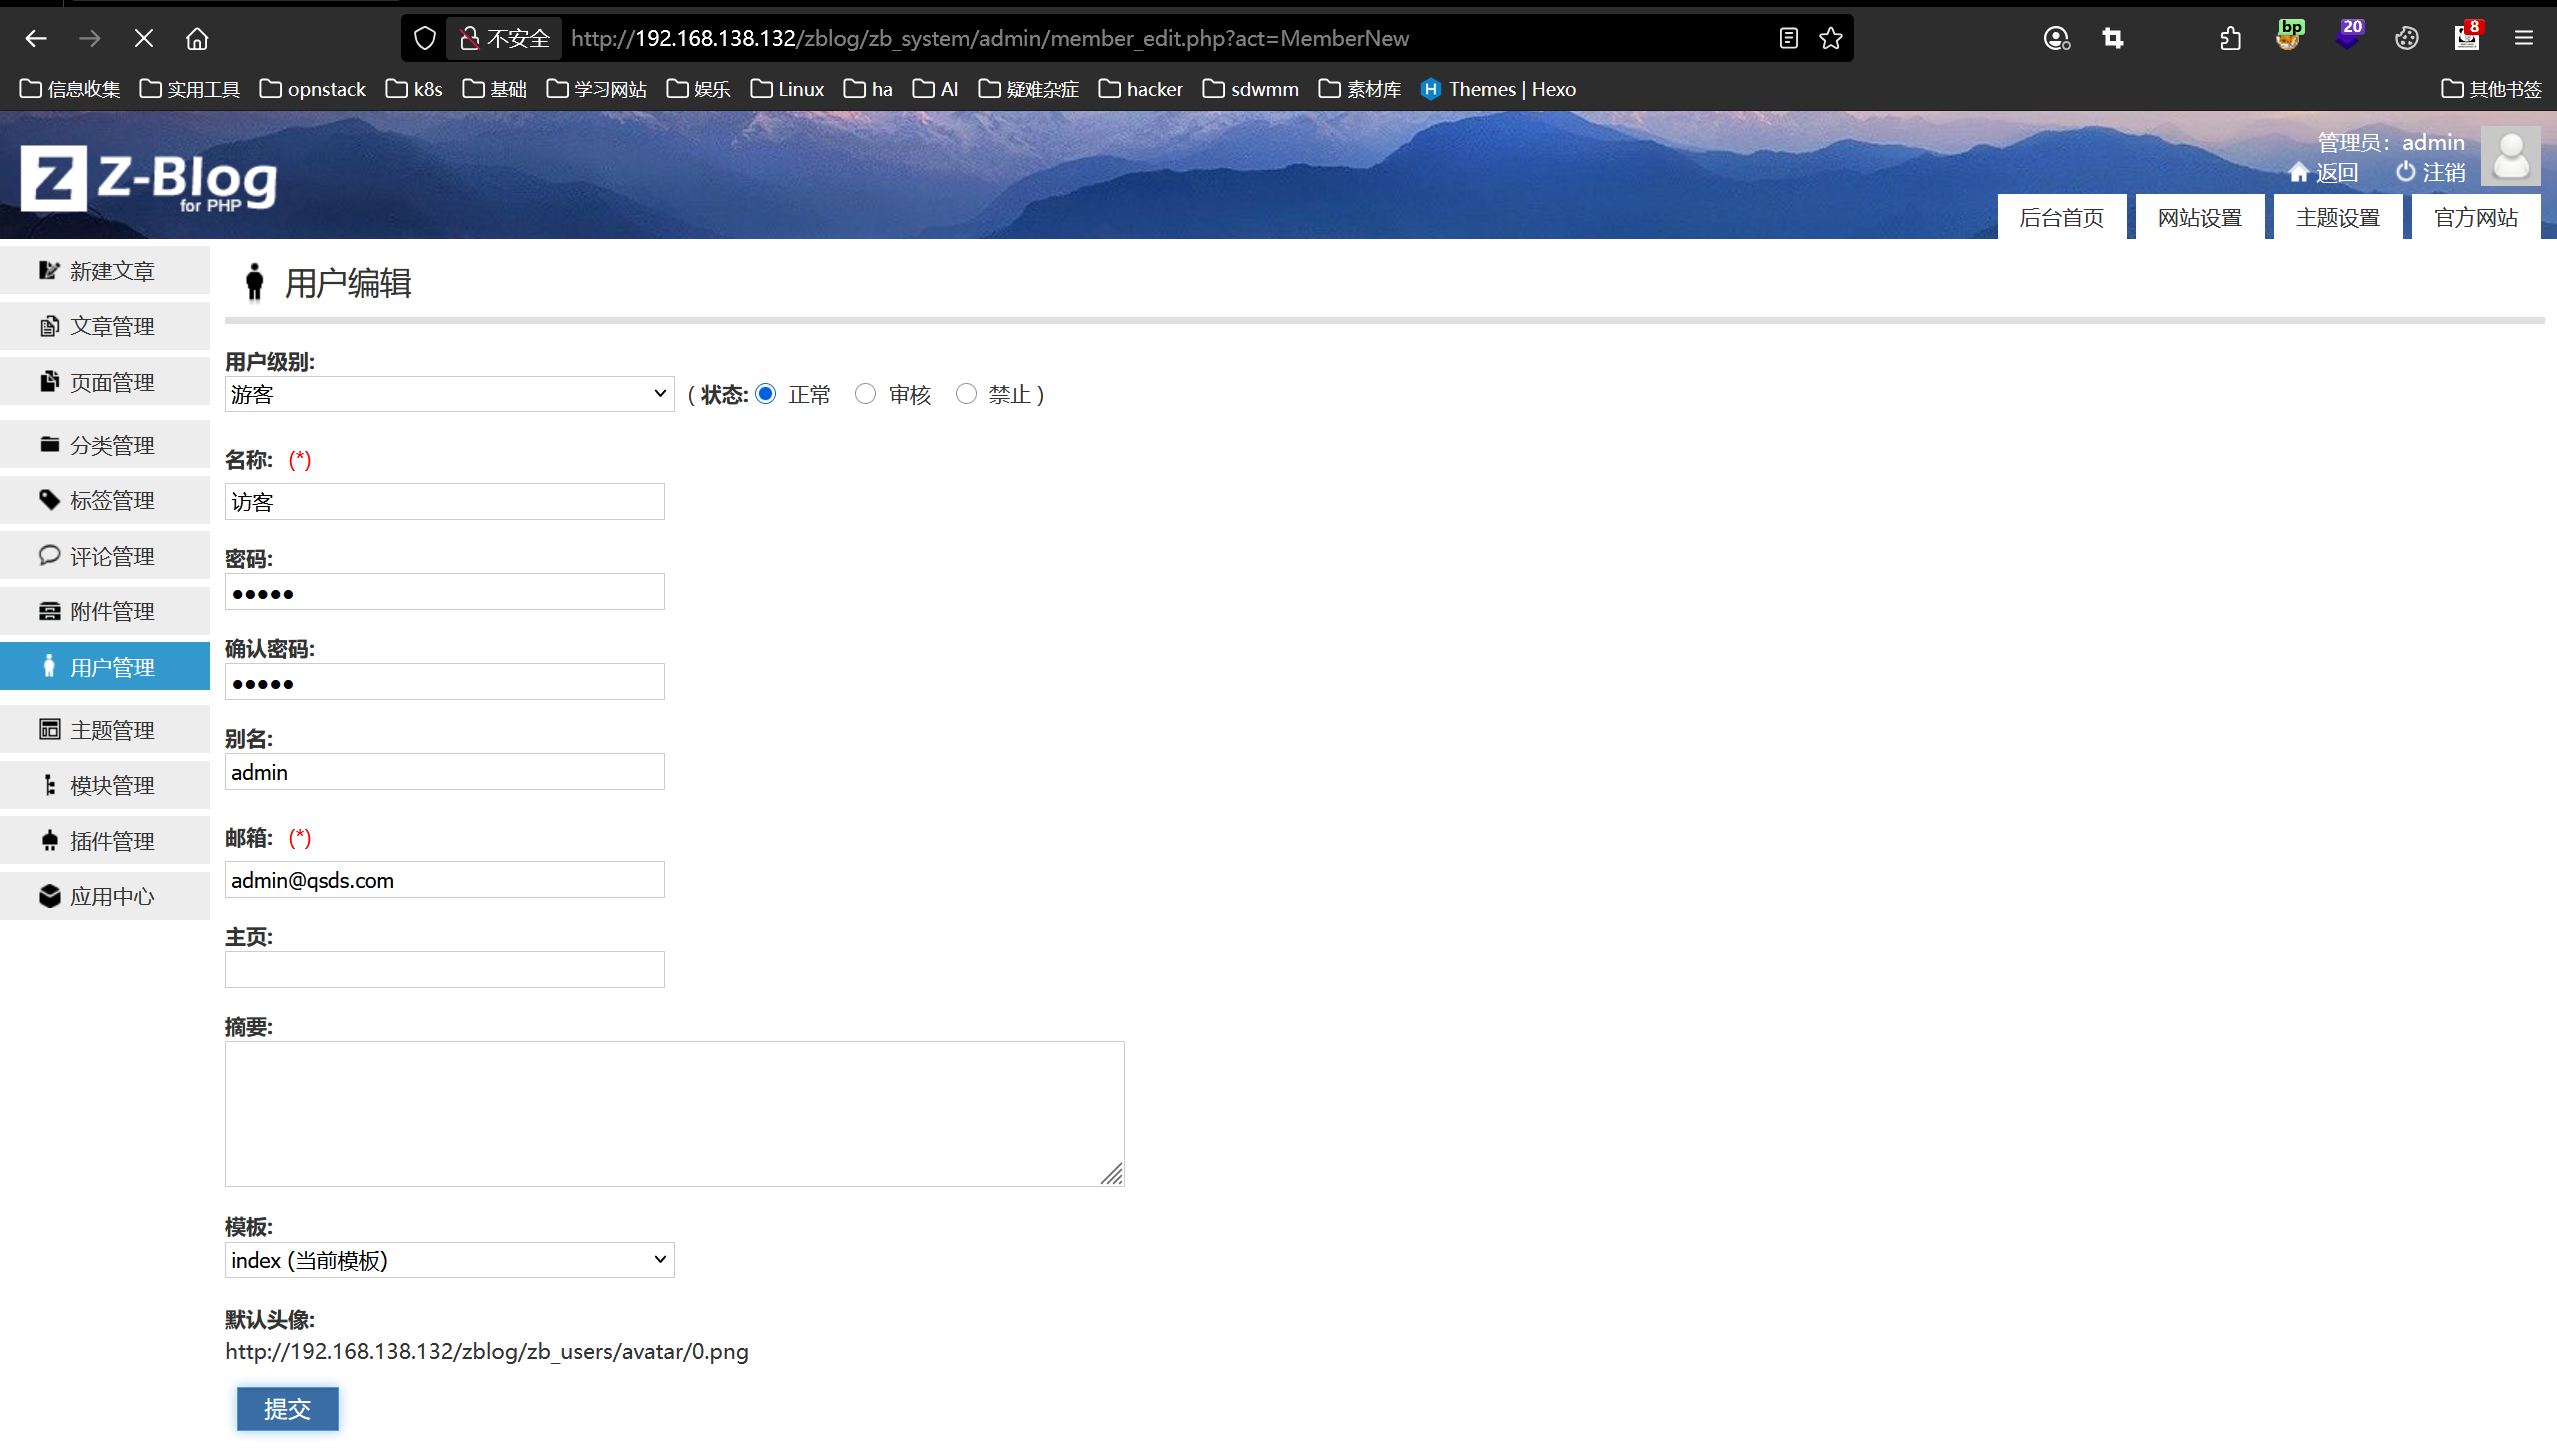 不安全 http://192.168.138.132/zblog/zb_system/admin/member_edit.php?act=MemberNew
bp 20 8
信息收集 实用工具 opnstack k8s 基础 学习网站 娱乐 Linux ha AI 疑难杂症 hacker sdwmm 素材库 H Themes | Hexo 其他书签
Z Z-Blog
for PHP
管理员：admin
返回 注销
后台首页 网站设置 主题设置 官方网站
新建文章
文章管理
页面管理
分类管理
标签管理
评论管理
附件管理
用户管理
主题管理
模块管理
插件管理
应用中心
用户编辑
用户级别:
游客 ( 状态: 正常 审核 禁止 )
名称: (*)
访客
密码:
●●●●●
确认密码:
●●●●●
别名:
admin
邮箱: (*)
admin@qsds.com
主页:
摘要:
模板:
index (当前模板)
默认头像:
http://192.168.138.132/zblog/zb_users/avatar/0.png
提交